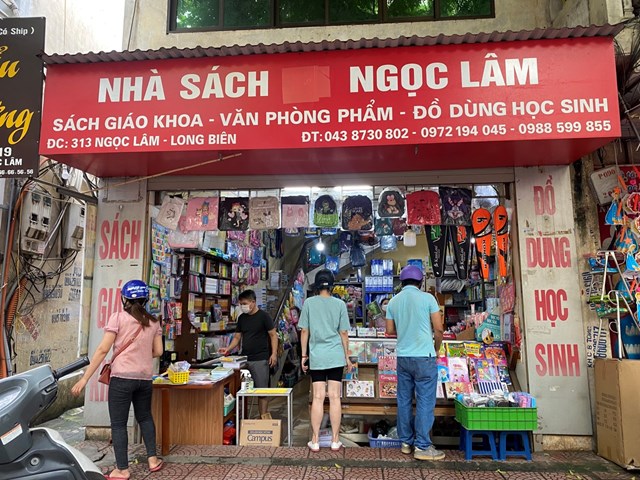 NHÀ SÁCH NGỌC LÂM
SÁCH GIÁO KHOA - VĂN PHÒNG PHẨM - ĐỒ DÙNG HỌC SINH
ĐC: 313 NGỌC LÂM - LONG BIÊN
ĐT: 043 8730 802 - 0972 194 045 - 0988 599 855
SÁCH
GIÁO
ĐỒ
DÙNG
HỌC
SINH
Campus